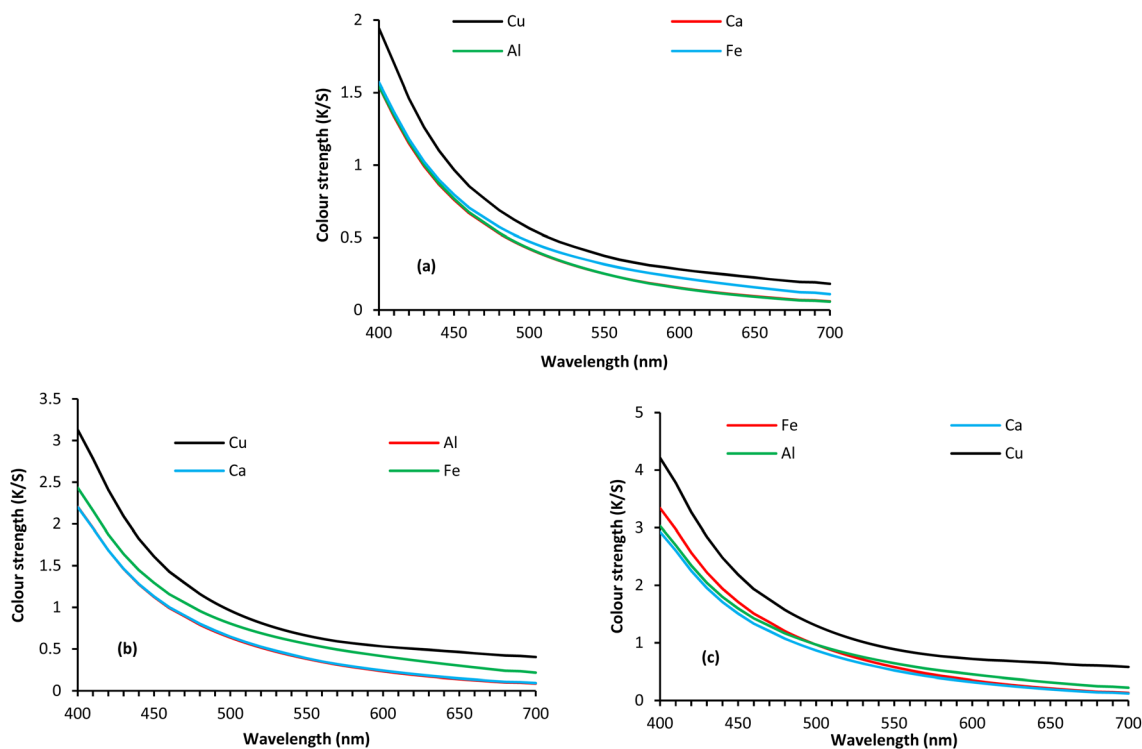 Cu Ca
Al Fe
2
1.5
1
0.5
0
Colour strength (K/S)
(a)
400 450 500 550 600 650 700
Wavelength (nm)
Cu Al
Ca Fe
3.5
3
2.5
2
1.5
1
0.5
0
Colour strength (K/S)
(b)
400 450 500 550 600 650 700
Wavelength (nm)
Fe Ca
Al Cu
5
4
3
2
1
0
Colour strength (K/S)
(c)
400 450 500 550 600 650 700
Wavelength (nm)